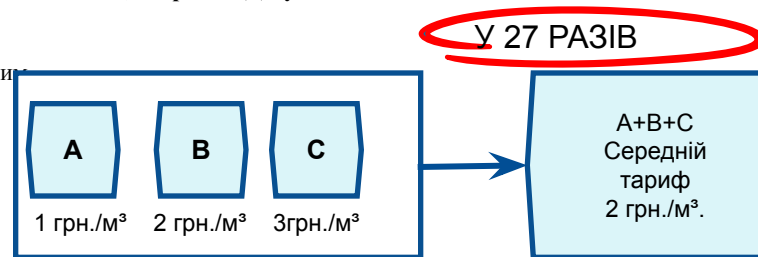 У 27 РАЗІВ
A
B
C
1 грн./м³
2 грн./м³
3грн./м³
А+В+С
Середній
тариф
2 грн./м³.